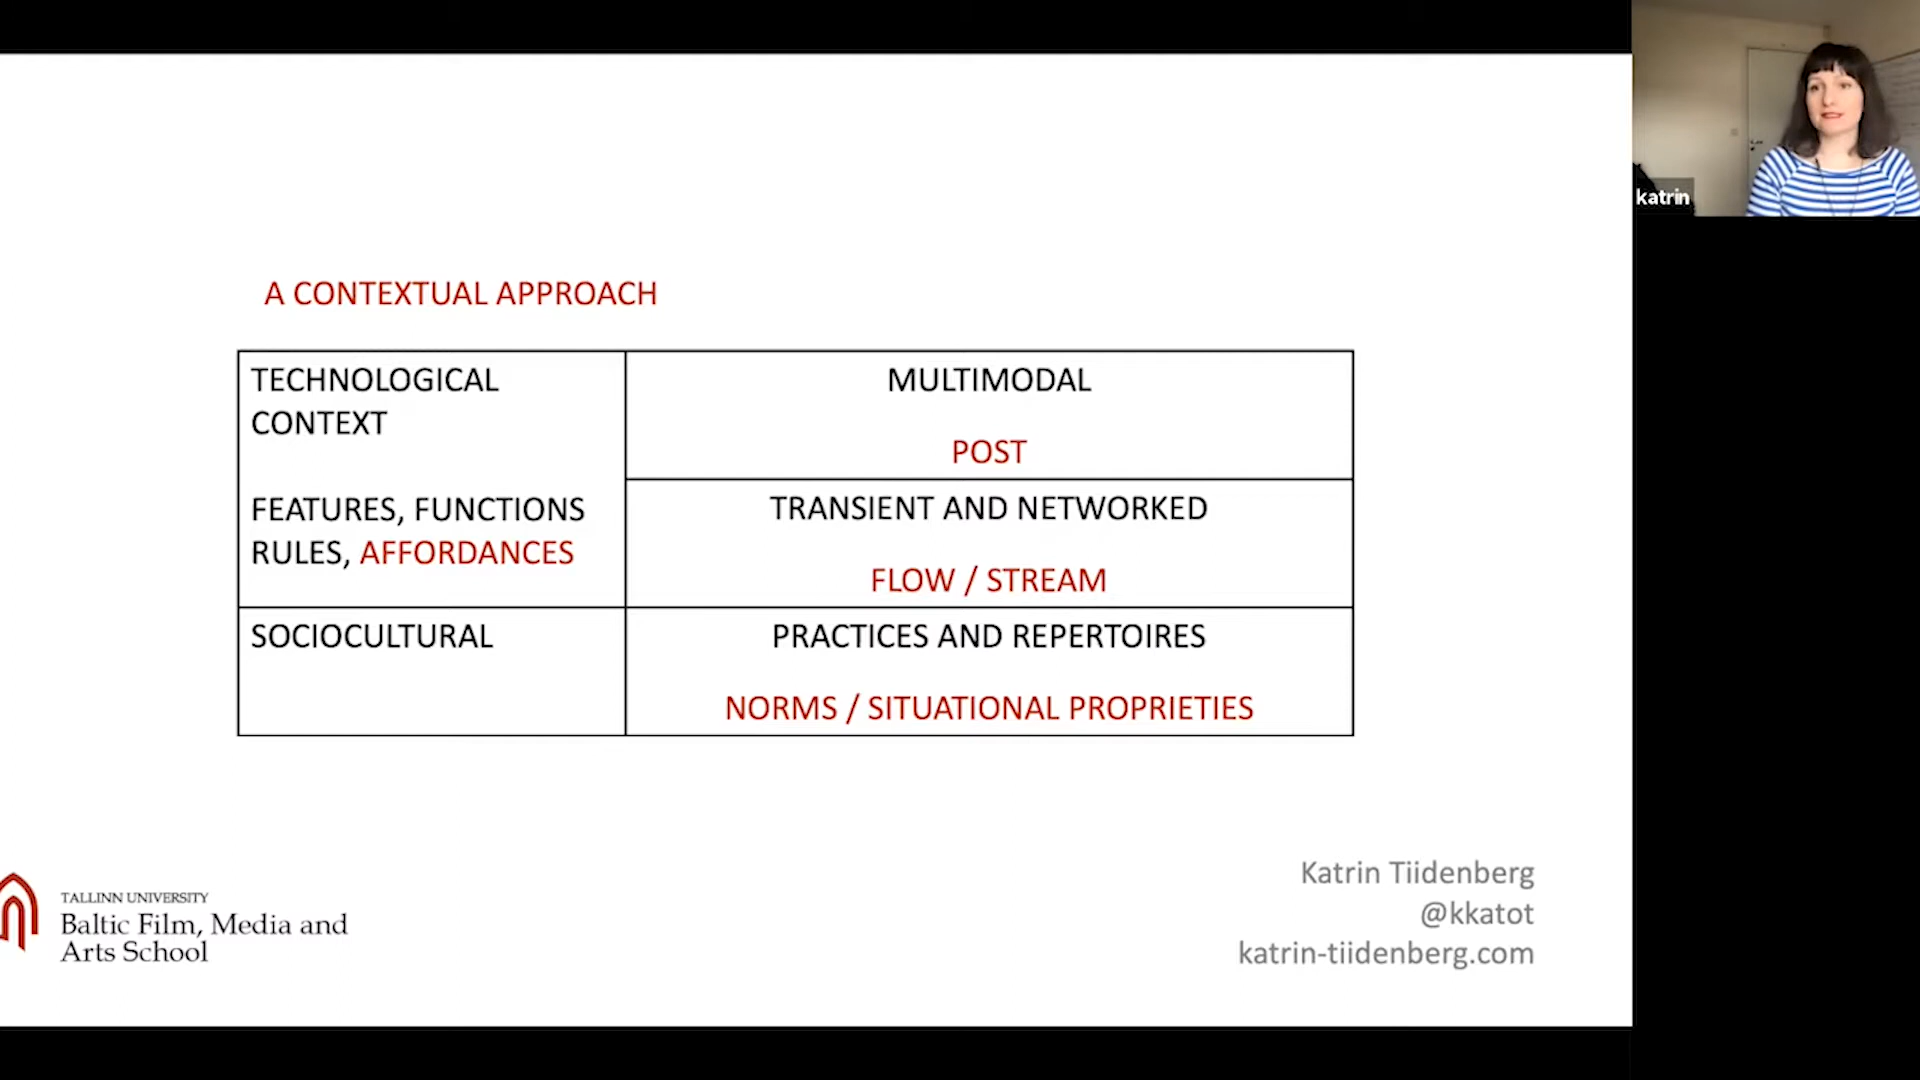 katrin
A CONTEXTUAL APPROACH
TECHNOLOGICAL
CONTEXT
FEATURES, FUNCTIONS
RULES, AFFORDANCES
MULTIMODAL
POST
TRANSIENT AND NETWORKED
FLOW / STREAM
SOCIOCULTURAL
PRACTICES AND REPERTOIRES
NORMS / SITUATIONAL PROPRIETIES
TALLINN UNIVERSITY
Baltic Film, Media and
Arts School
Katrin Tiidenberg
@kkatot
katrin-tiidenberg.com